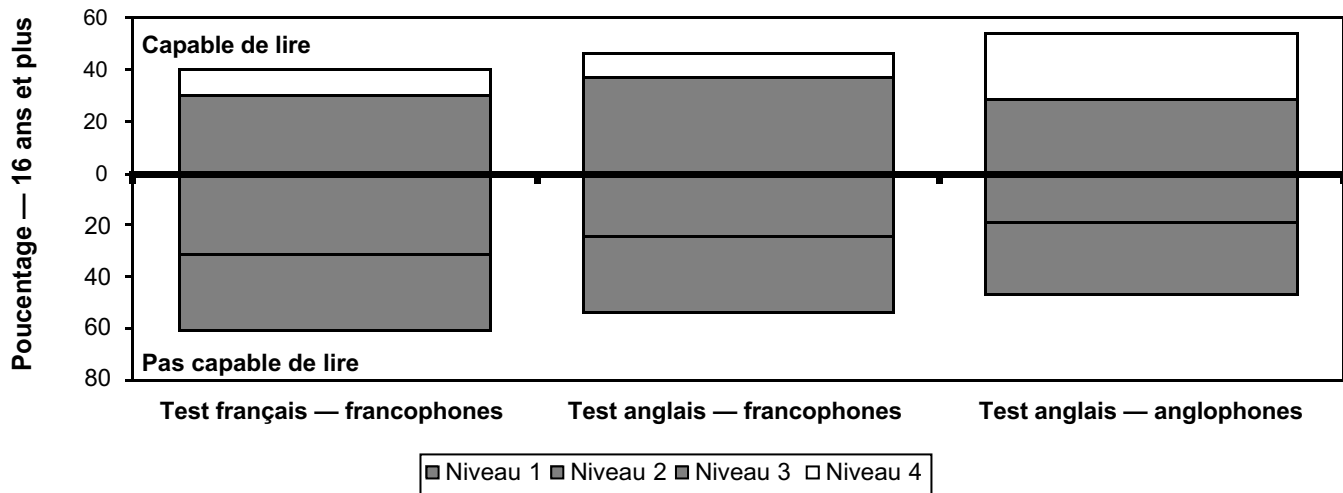 Poucentage — 16 ans et plus
60
40
20
0
20
40
60
80
Capable de lire
Pas capable de lire
Test français — francophones
Test anglais — francophones
Test anglais — anglophones
Niveau 1 Niveau 2 Niveau 3 Niveau 4